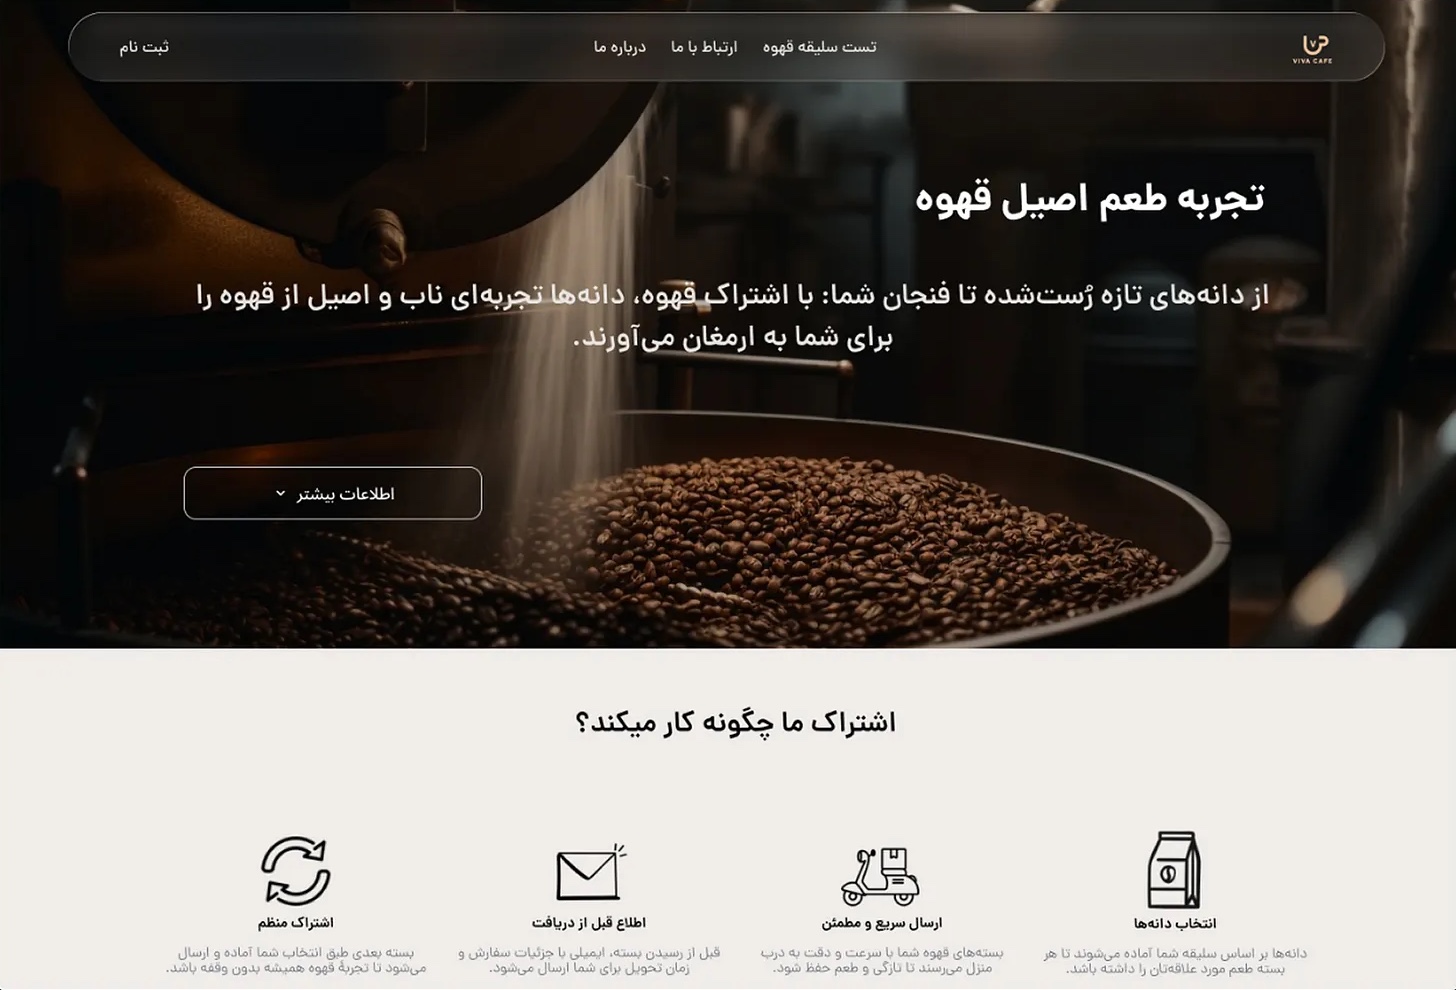 VP
VIVA CAFE
تست سلیقه قهوه
ارتباط با ما
درباره ما
ثبت نام
تجربه طعم اصیل قهوه
از دانه‌های تازه رُست‌شده تا فنجان شما: با اشتراک قهوه، دانه‌ها تجربه‌ای ناب و اصیل از قهوه را
برای شما به ارمغان می‌آورند.
اطلاعات بیشتر
اشتراک ما چگونه کار میکند؟
انتخاب دانه‌ها
دانه‌ها بر اساس سلیقه شما آماده می‌شوند تا هر
بسته طعم مورد علاقه‌تان را داشته باشد.
ارسال سریع و مطمئن
بسته‌های قهوه شما با سرعت و دقت به درب
منزل می‌رسند تا تازگی و طعم حفظ شود.
اطلاع قبل از دریافت
قبل از رسیدن بسته، ایمیلی با جزئیات سفارش و
زمان تحویل برای شما ارسال می‌شود.
اشتراک منظم
بسته بعدی طبق انتخاب شما آماده و ارسال
می‌شود تا تجربهٔ قهوه همیشه بدون وقفه باشد.